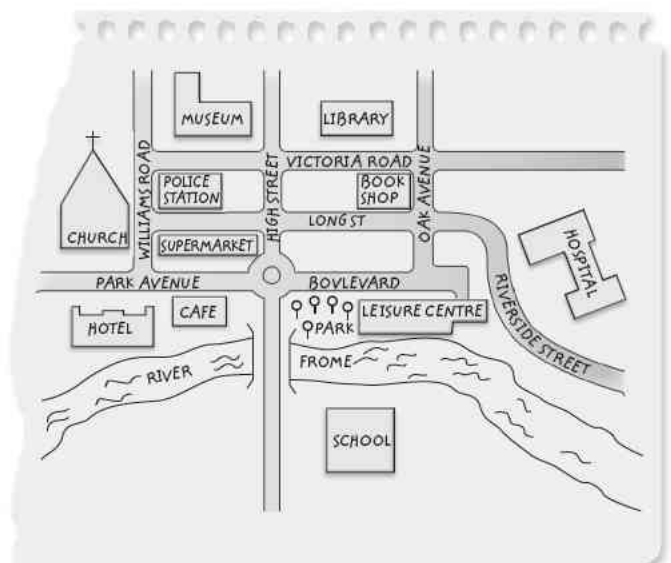 MUSEUM
LIBRARY
VICTORIA ROAD
WILLIAMS ROAD
POLICE
STATION
HIGH STREET
BOOK
SHOP
OAK AVENUE
LONG ST
CHURCH
SUPERMARKET
HOSPITAL
PARK AVENUE
BOVLEVARD
RIVERSIDE STREET
HOTEL
CAFE
PARK
LEISURE CENTRE
RIVER
FROME
SCHOOL